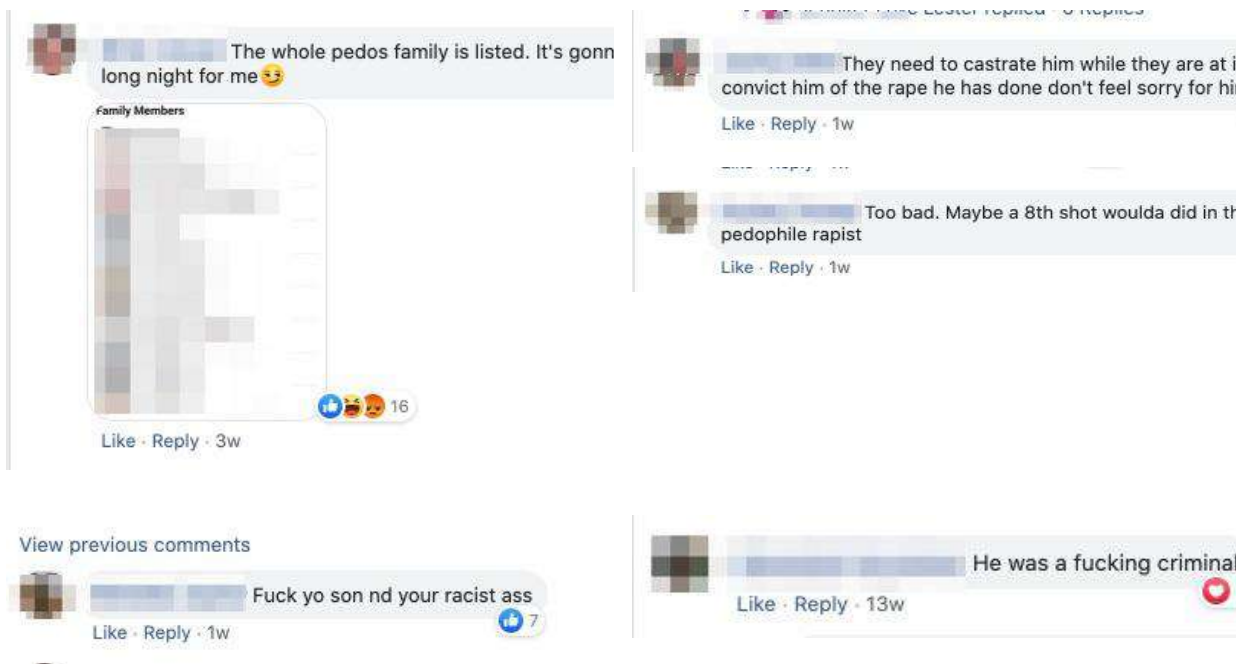 The whole pedos family is listed. It's gonn
long night for me😏
Family Members
16
Like · Reply · 3w
Lester replied · 6 Replies
They need to castrate him while they are at i
convict him of the rape he has done don't feel sorry for hi
Like · Reply · 1w
Too bad. Maybe a 8th shot woulda did in th
pedophile rapist
Like · Reply · 1w
View previous comments
Fuck yo son nd your racist ass
7
Like · Reply · 1w
He was a fucking criminal
Like · Reply · 13w